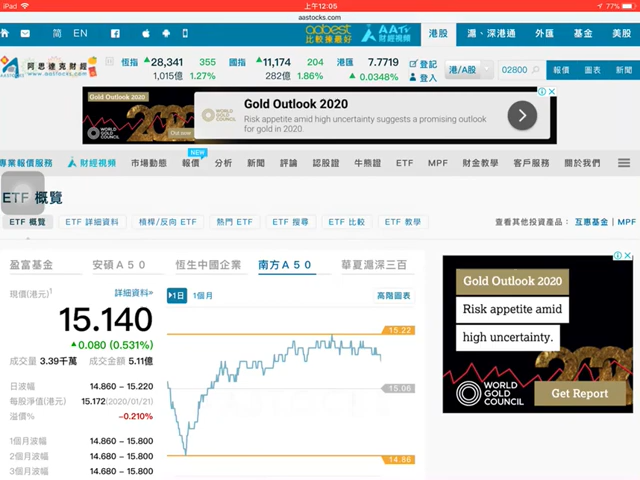 iPad 上午12:05 77%
aastocks.com
簡 EN
aabest 比較揀最好
AATV 財經視頻
港股 滬、深港通 外匯 基金 美股
阿思達克財經
www.aastocks.com
恆指 28,341 355 國指 11,174 204 港匯 7.7719
1,015億 1.27% 282億 1.86% 0.0348%
登記
登入
港/A股 02800 報價 圖表 新聞
Gold Outlook 2020
WORLD GOLD COUNCIL
Out now
Gold Outlook 2020
Risk appetite amid high uncertainty suggests a promising outlook
for gold in 2020.
NEW
專業報價服務 財經視頻 市場動態 報價 分析 新聞 評論 認股證 牛熊證 ETF MPF 財金教學 客戶服務 關於我們
ETF 概覽
ETF 概覽 ETF 詳細資料 槓桿/反向 ETF 熱門 ETF ETF 搜尋 ETF 比較 ETF 教學 查看其他投資產品： 互惠基金 | MPF
盈富基金 安碩A50 恆生中國企業 南方A50 華夏滬深三百
現價(港元)1 詳細資料»
1日 1個月 高階圖表
15.140
0.080 (0.531%)
成交量 3.39千萬 成交金額 5.11億
日波幅 14.860 - 15.220
每股淨值(港元) 15.172(2020/01/21)
溢價% -0.210%
1個月波幅 14.860 - 15.800
2個月波幅 14.680 - 15.800
3個月波幅 14.680 - 15.800
15.22
15.06
14.86
Gold Outlook 2020
Risk appetite amid
high uncertainty.
WORLD
GOLD
COUNCIL
Get Report